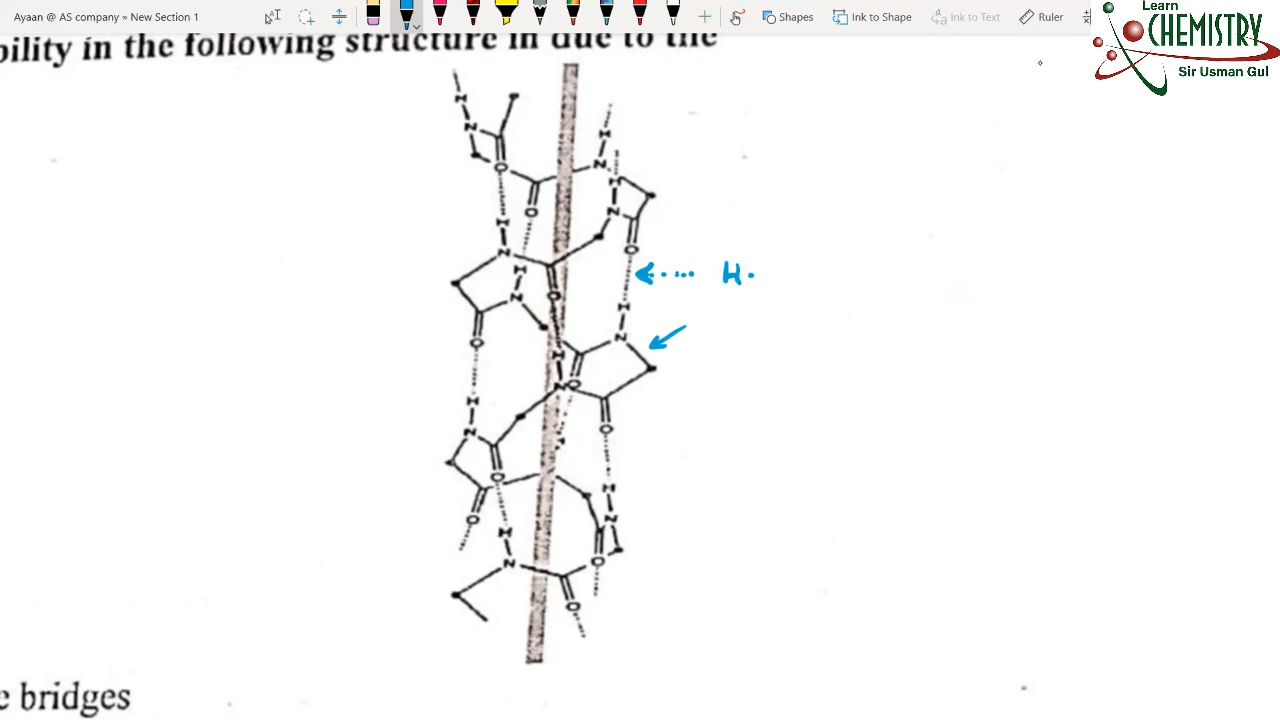 Ayaan @ AS company » New Section 1
Shapes
Ink to Shape
Ink to Text
Ruler
Learn
CHEMISTRY
Sir Usman Gul
bility in the following structure in due to the
H.
bridges